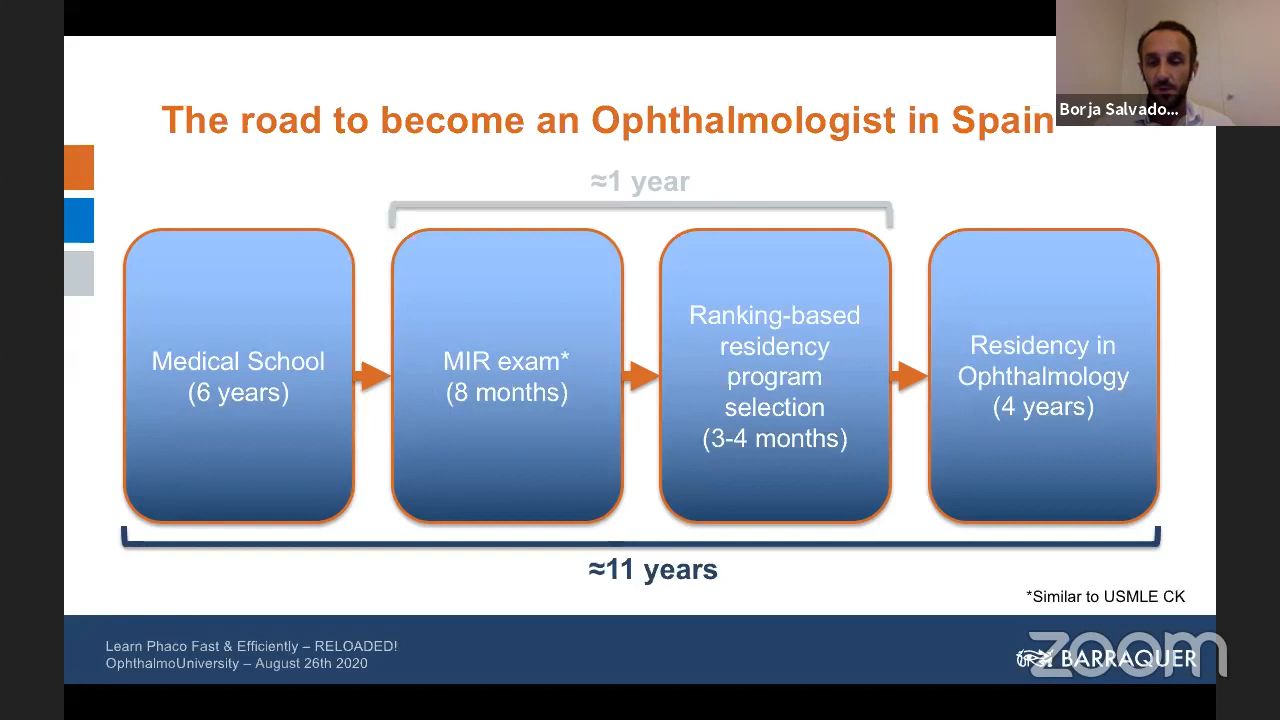 Borja Salvado...
The road to become an Ophthalmologist in Spain
≈1 year
Medical School
(6 years)
MIR exam*
(8 months)
Ranking-based
residency
program
selection
(3-4 months)
Residency in
Ophthalmology
(4 years)
≈11 years
*Similar to USMLE CK
Learn Phaco Fast & Efficiently – RELOADED!
OphthalmoUniversity – August 26th 2020
BARRAQUER
zoom